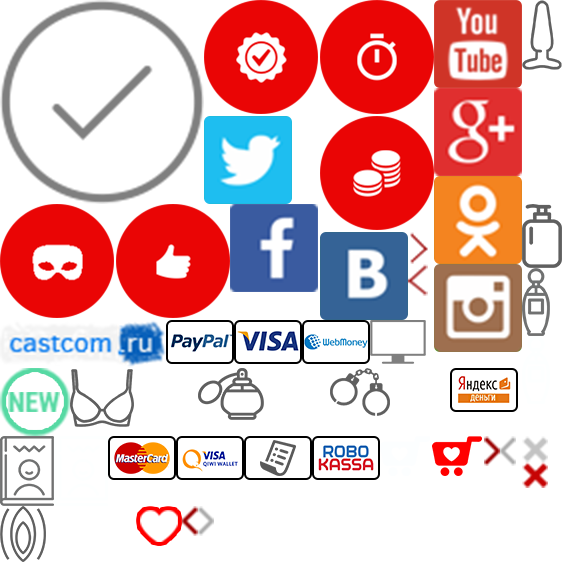 You
Tube
g+
f
B
castcom.ru
PayPal
VISA
WebMoney
NEW
Яндекс
деньги
MasterCard
VISA
QIWI WALLET
ROBO
KASSA